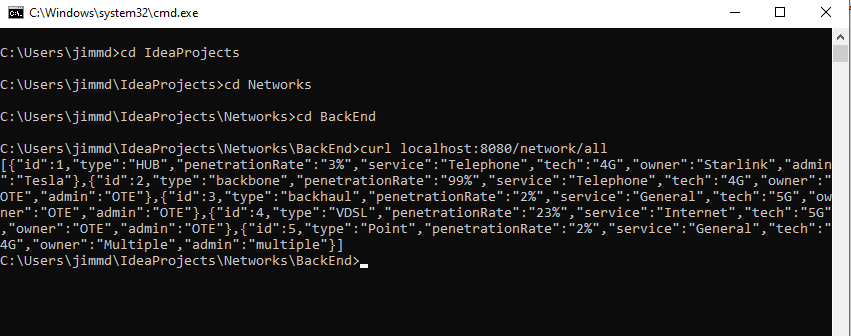 C:\Windows\system32\cmd.exe
C:\Users\jimmd>cd IdeaProjects
C:\Users\jimmd\IdeaProjects>cd Networks
C:\Users\jimmd\IdeaProjects\Networks>cd BackEnd
C:\Users\jimmd\IdeaProjects\Networks\BackEnd>curl localhost:8080/network/all
[{"id":1,"type":"HUB","penetrationRate":"3%","service":"Telephone","tech":"4G","owner":"Starlink","admin
":"Tesla"},{"id":2,"type":"backbone","penetrationRate":"99%","service":"Telephone","tech":"4G","owner":"
OTE","admin":"OTE"},{"id":3,"type":"backhaul","penetrationRate":"2%","service":"General","tech":"5G","ow
ner":"OTE","admin":"OTE"},{"id":4,"type":"VDSL","penetrationRate":"23%","service":"Internet","tech":"5G"
,"owner":"OTE","admin":"OTE"},{"id":5,"type":"Point","penetrationRate":"2%","service":"General","tech":"
4G","owner":"Multiple","admin":"multiple"}]
C:\Users\jimmd\IdeaProjects\Networks\BackEnd>